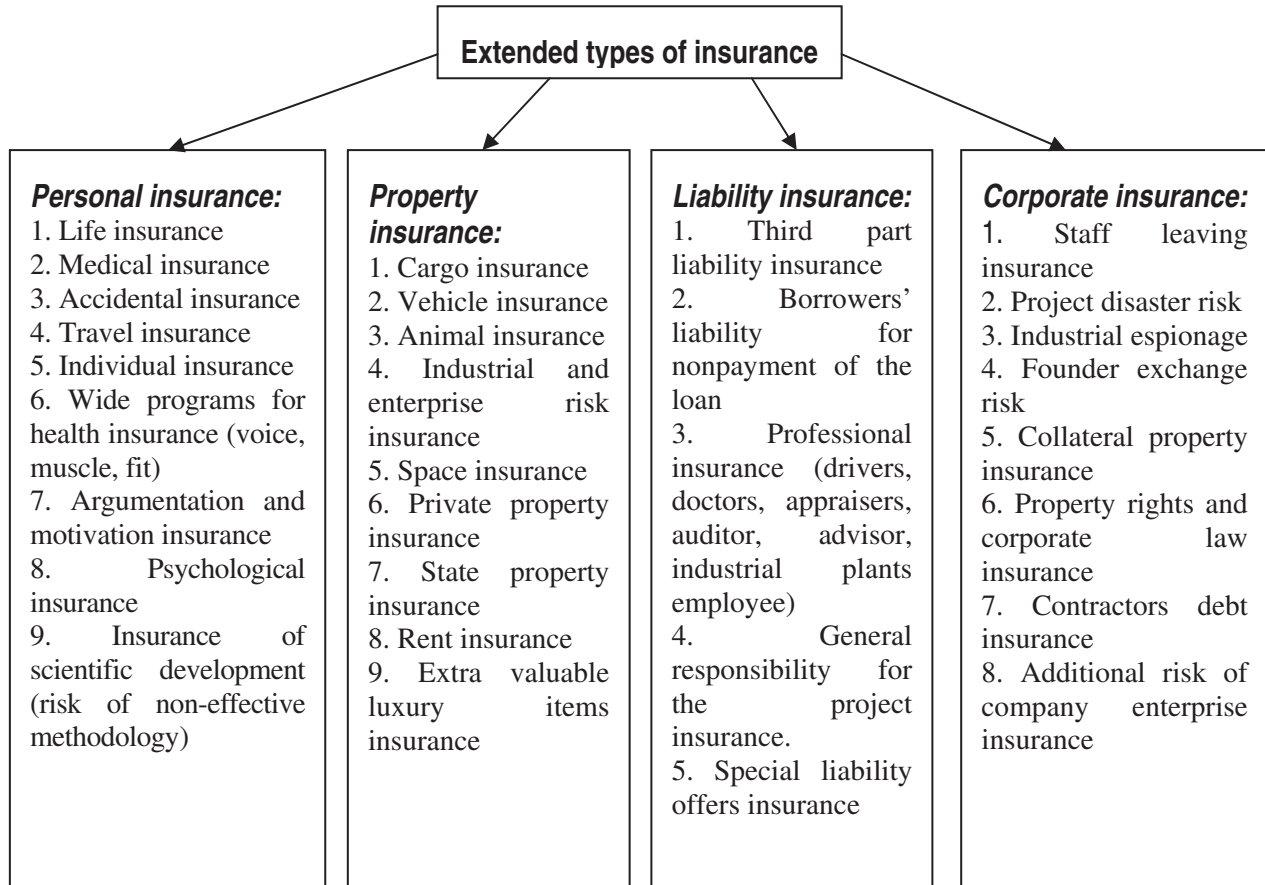 Extended types of insurance
Personal insurance:
1. Life insurance
2. Medical insurance
3. Accidental insurance
4. Travel insurance
5. Individual insurance
6. Wide programs for
health insurance (voice,
muscle, fit)
7. Argumentation and
motivation insurance
8. Psychological
insurance
9. Insurance of
scientific development
(risk of non-effective
methodology)
Property
insurance:
1. Cargo insurance
2. Vehicle insurance
3. Animal insurance
4. Industrial and
enterprise risk
insurance
5. Space insurance
6. Private property
insurance
7. State property
insurance
8. Rent insurance
9. Extra valuable
luxury items
insurance
Liability insurance:
1. Third part
liability insurance
2. Borrowers’
liability for
nonpayment of the
loan
3. Professional
insurance (drivers,
doctors, appraisers,
auditor, advisor,
industrial plants
employee)
4. General
responsibility for
the project
insurance.
5. Special liability
offers insurance
Corporate insurance:
1. Staff leaving
insurance
2. Project disaster risk
3. Industrial espionage
4. Founder exchange
risk
5. Collateral property
insurance
6. Property rights and
corporate law
insurance
7. Contractors debt
insurance
8. Additional risk of
company enterprise
insurance